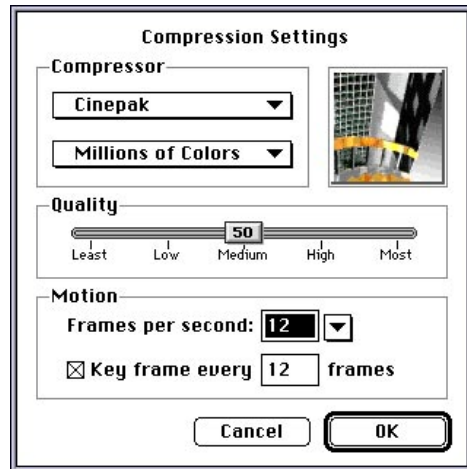 Compression Settings
Compressor
Cinepak
Millions of Colors
Quality
50
Least Low Medium High Most
Motion
Frames per second: 12
Key frame every 12 frames
Cancel OK